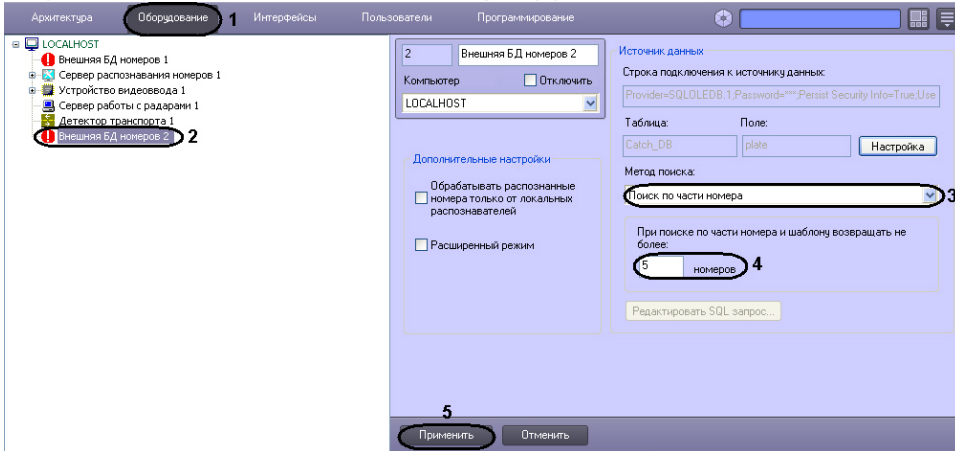 Архитектура Оборудование 1 Интерфейсы Пользователи Программирование
LOCALHOST
Внешняя БД номеров 1
Сервер распознавания номеров 1
Устройство видеоввода 1
Сервер работы с радарами 1
Детектор транспорта 1
Внешняя БД номеров 2 2
2 Внешняя БД номеров 2
Компьютер Отключить
LOCALHOST
Дополнительные настройки
Обрабатывать распознанные
номера только от локальных
распознавателей
Расширенный режим
Источник данных
Строка подключения к источнику данных:
Provider=SQLOLEDB.1;Password=***;Persist Security Info=True;Use
Таблица: Поле:
Catch_DB plate Настройка
Метод поиска:
Поиск по части номера 3
При поиске по части номера и шаблону возвращать не
более:
5 номеров 4
Редактировать SQL запрос...
5
Применить Отменить